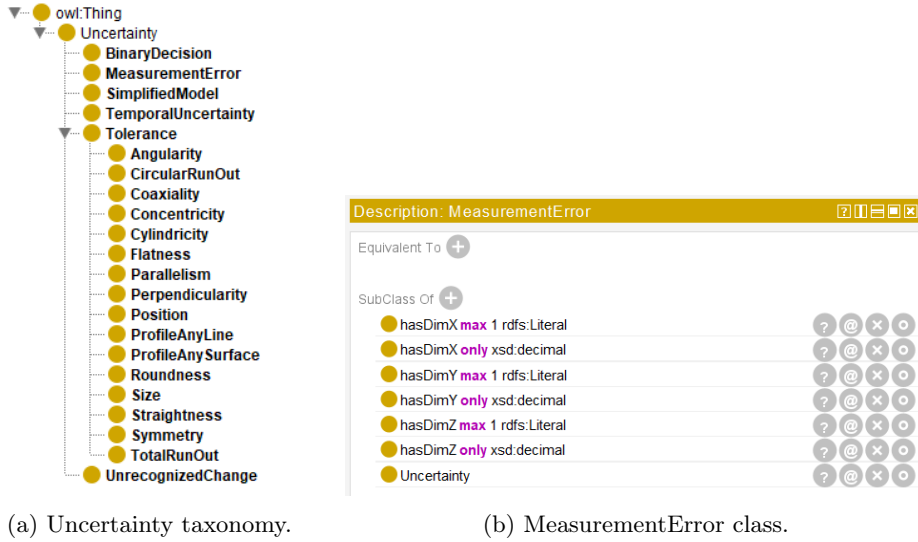 owl:Thing
Uncertainty
BinaryDecision
MeasurementError
SimplifiedModel
TemporalUncertainty
Tolerance
Angularity
CircularRunOut
Coaxiality
Concentricity
Cylindricity
Flatness
Parallelism
Perpendicularity
Position
ProfileAnyLine
ProfileAnySurface
Roundness
Size
Straightness
Symmetry
TotalRunOut
UnrecognizedChange
(a) Uncertainty taxonomy.
Description: MeasurementError
Equivalent To
SubClass Of
hasDimX max 1 rdfs:Literal
hasDimX only xsd:decimal
hasDimY max 1 rdfs:Literal
hasDimY only xsd:decimal
hasDimZ max 1 rdfs:Literal
hasDimZ only xsd:decimal
Uncertainty
(b) MeasurementError class.